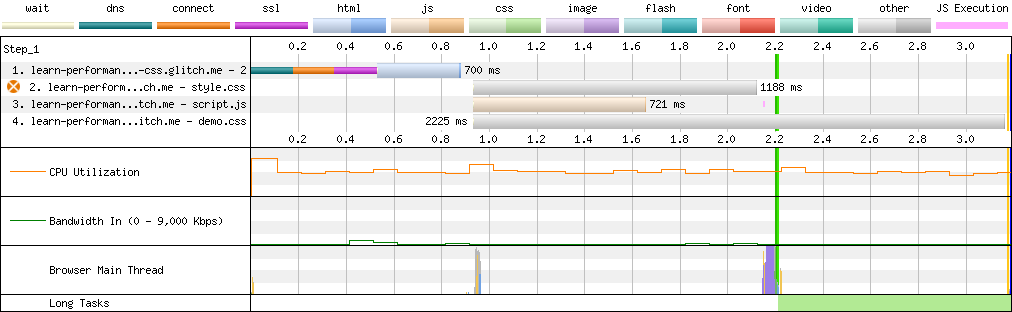 wait dns connect ssl html js css image flash font video other JS Execution
Step_1 0.2 0.4 0.6 0.8 1.0 1.2 1.4 1.6 1.8 2.0 2.2 2.4 2.6 2.8 3.0
1. learn-performan...-css.glitch.me - 2 700 ms
2. learn-perform...ch.me - style.css 1188 ms
3. learn-performan...tch.me - script.js 721 ms
4. learn-performan...itch.me - demo.css 2225 ms
0.2 0.4 0.6 0.8 1.0 1.2 1.4 1.6 1.8 2.0 2.2 2.4 2.6 2.8 3.0
CPU Utilization
Bandwidth In (0 - 9,000 Kbps)
Browser Main Thread
Long Tasks